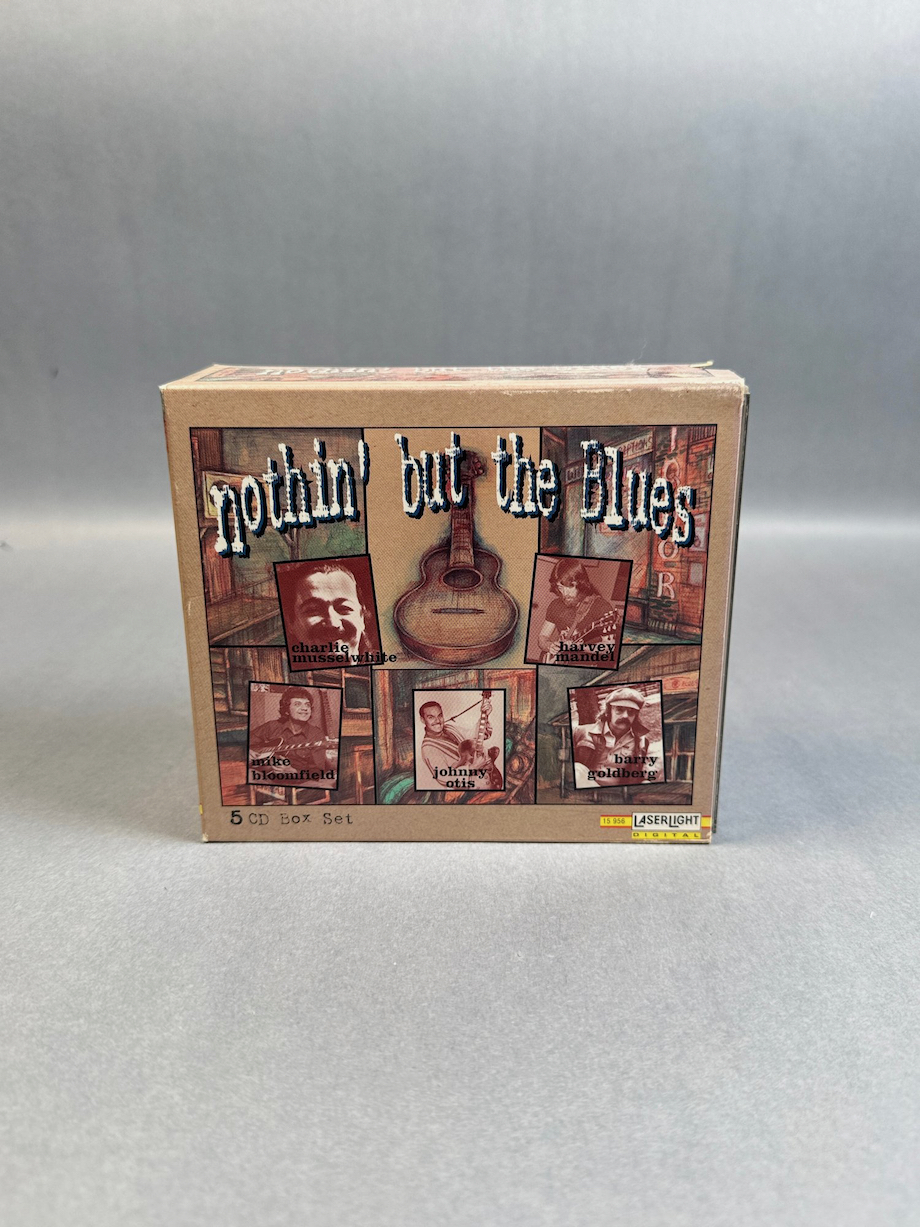 nothin' but the Blues
charlie
musselwhite
harvey
mandel
mike
bloomfield
johnny
otis
barry
goldberg
5 CD Box Set
15 956
LASERLIGHT
DIGITAL